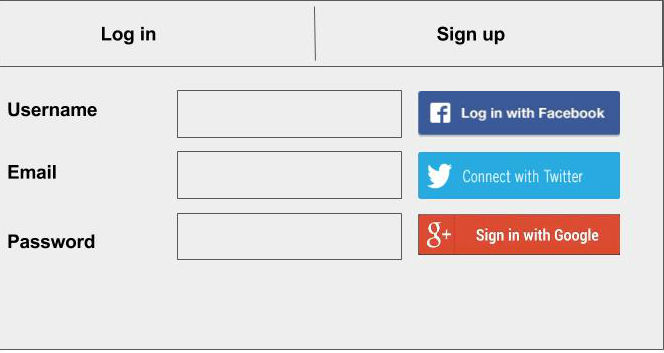 Log in
Sign up
Username
Log in with Facebook
Email
Connect with Twitter
Password
g+ Sign in with Google